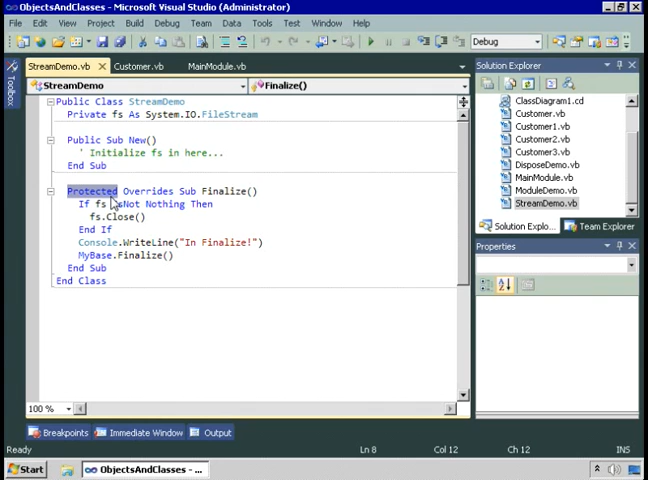 ObjectsAndClasses - Microsoft Visual Studio (Administrator)
File Edit View Project Build Debug Team Data Tools Test Window Help
Debug
StreamDemo.vb Customer.vb MainModule.vb
Toolbox
StreamDemo Finalize()
Public Class StreamDemo
Private fs As System.IO.FileStream
Public Sub New()
' Initialize fs in here...
End Sub
Protected Overrides Sub Finalize()
If fs IsNot Nothing Then
fs.Close()
End If
Console.WriteLine("In Finalize!")
MyBase.Finalize()
End Sub
End Class
100 %
Solution Explorer
ClassDiagram1.cd
Customer.vb
Customer1.vb
Customer2.vb
Customer3.vb
DisposeDemo.vb
MainModule.vb
ModuleDemo.vb
StreamDemo.vb
Solution Explo... Team Explorer
Properties
Breakpoints Immediate Window Output
Ready Ln 8 Col 12 Ch 12 INS
Start ObjectsAndClasses - ...